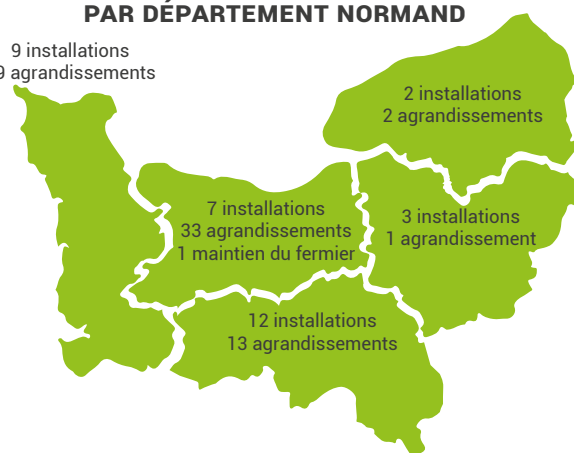 PAR DÉPARTEMENT NORMAND
9 installations
9 agrandissements
2 installations
2 agrandissements
7 installations
33 agrandissements
1 maintien du fermier
3 installations
1 agrandissement
12 installations
13 agrandissements